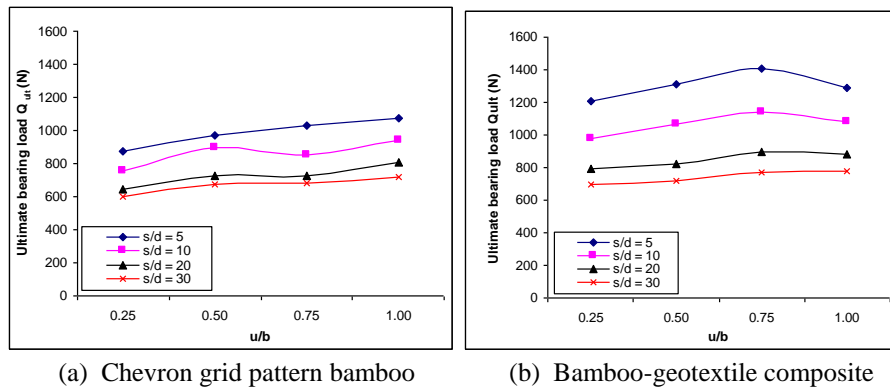 1600
1400
1200
1000
800
600
400
200
0
Ultimate bearing load Q ult (N)
s/d = 5
s/d = 10
s/d = 20
s/d = 30
0.25 0.50 0.75 1.00
u/b
(a) Chevron grid pattern bamboo
1600
1400
1200
1000
800
600
400
200
0
Ultimate bearing load Qult (N)
s/d = 5
s/d = 10
s/d = 20
s/d = 30
0.25 0.50 0.75 1.00
u/b
(b) Bamboo-geotextile composite